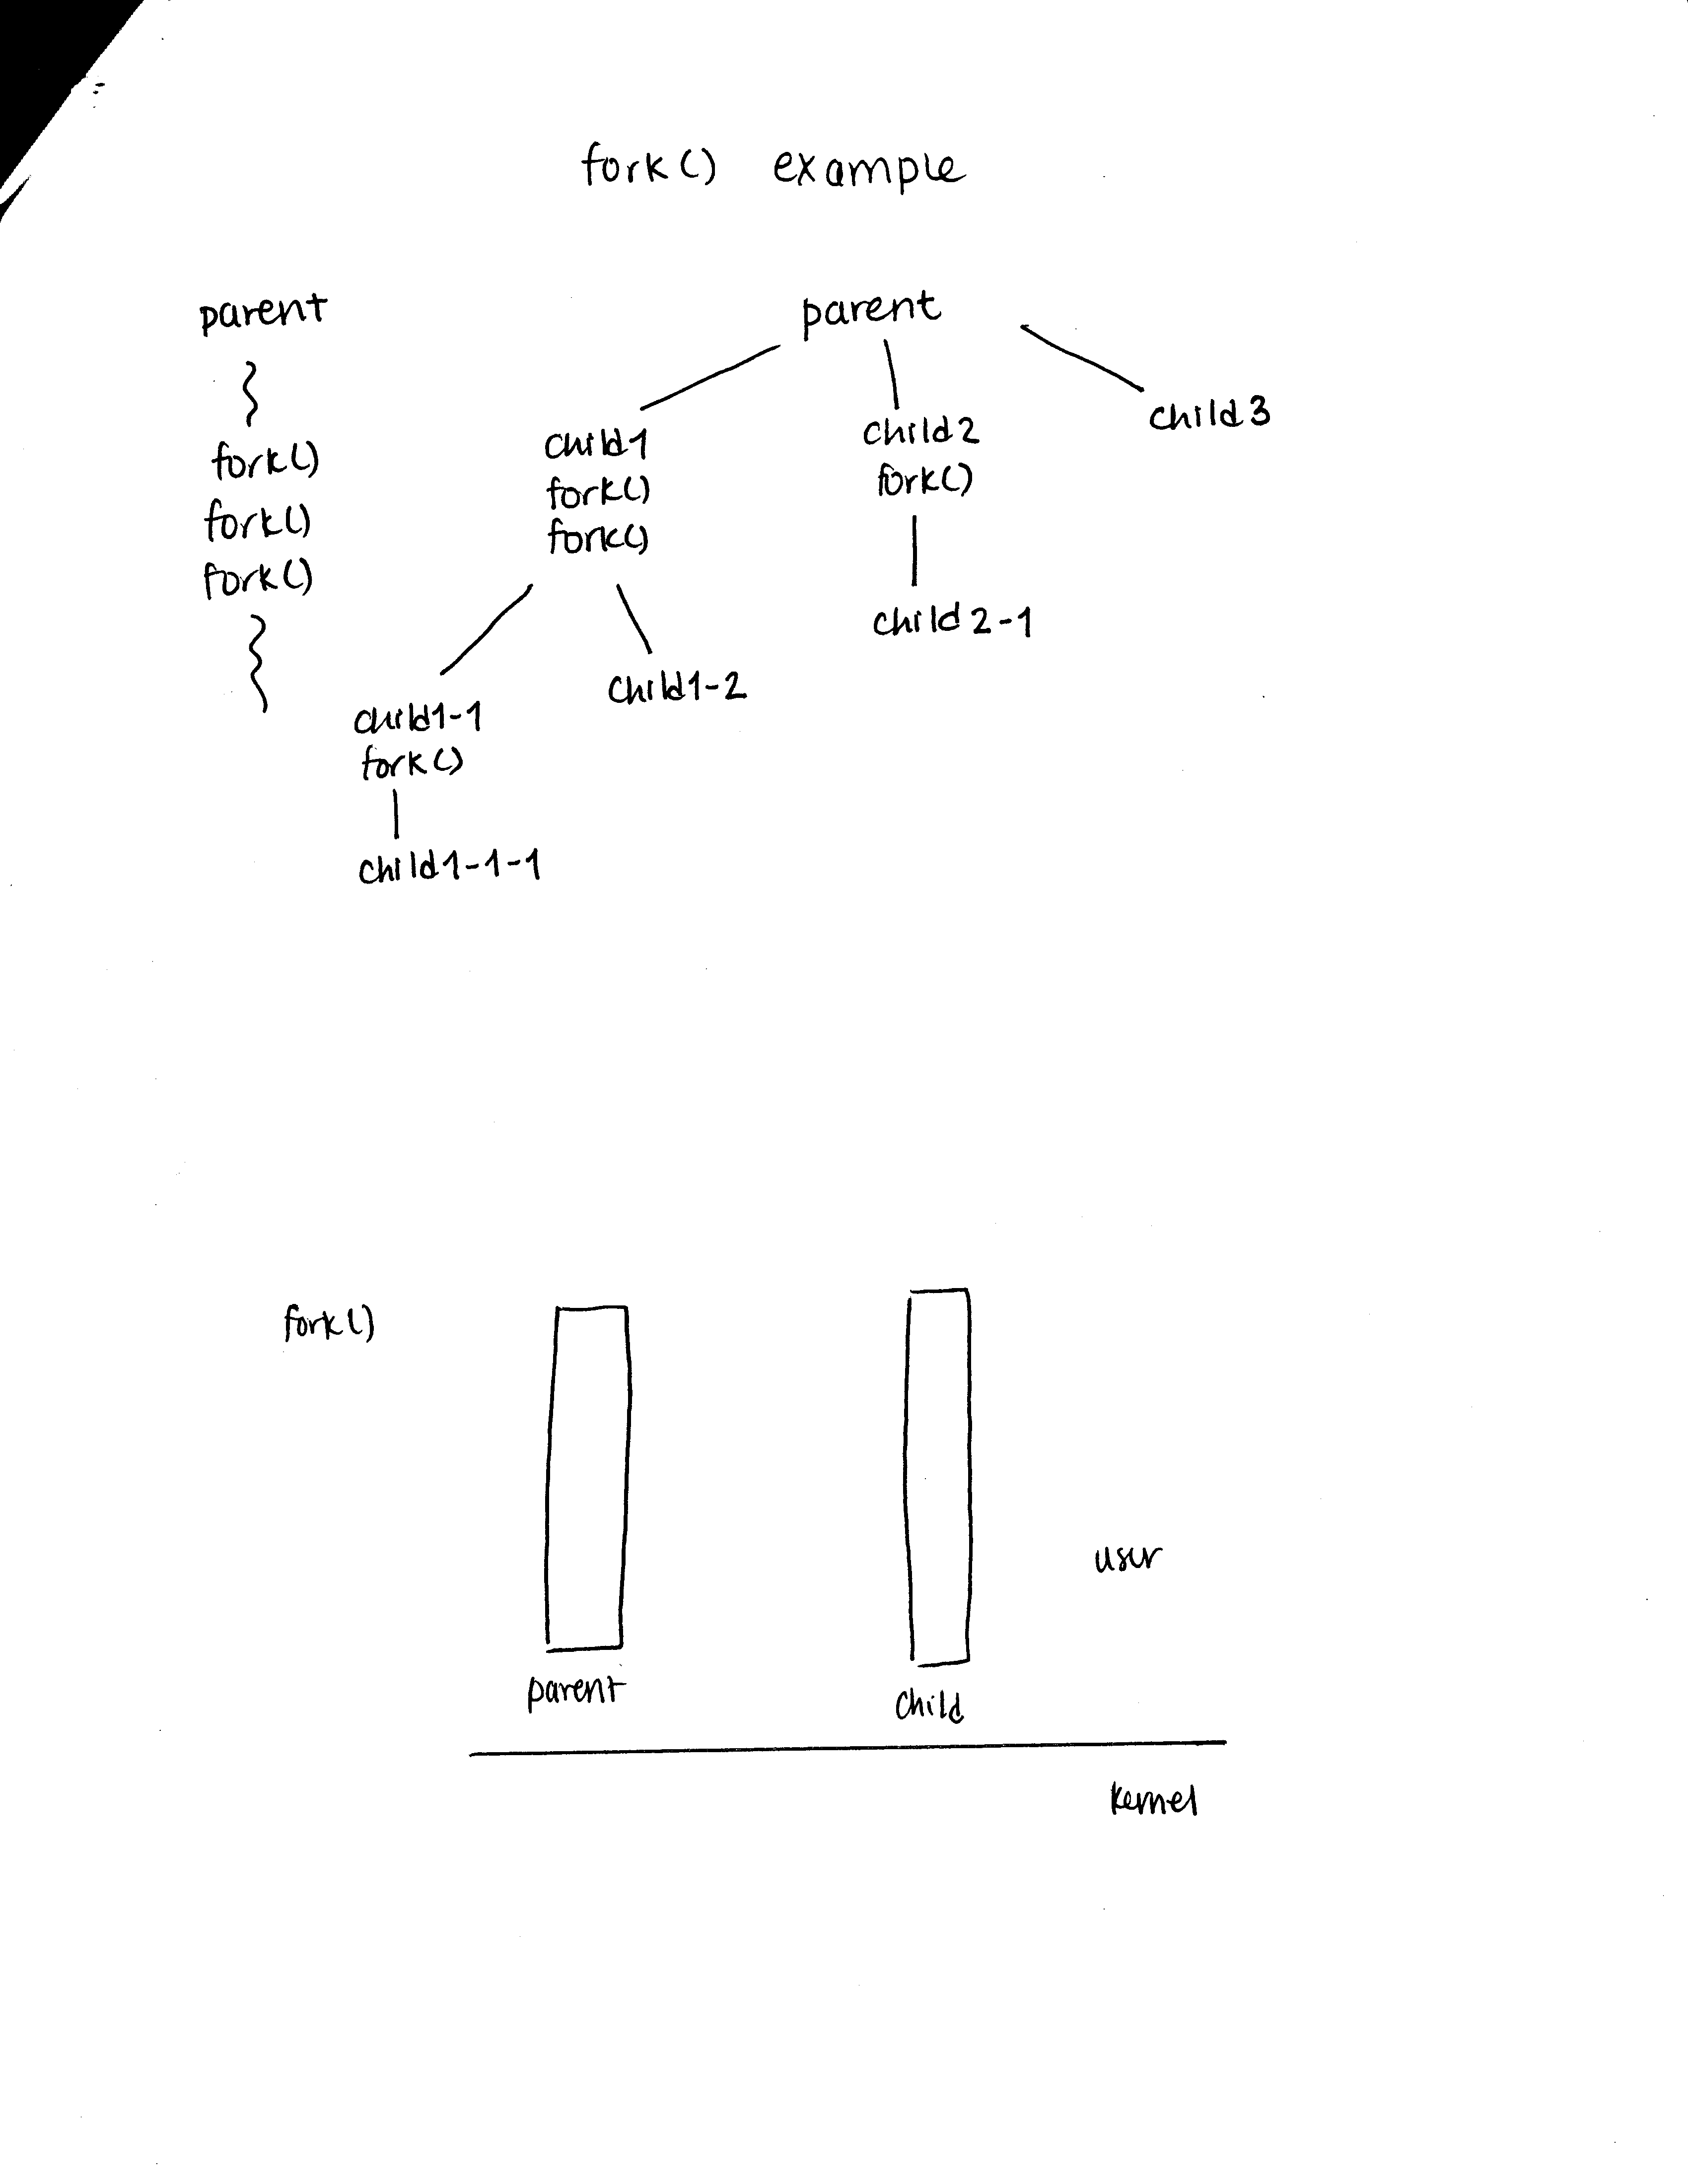 fork() example
parent
fork()
fork()
fork()
parent
child1
fork()
fork()
child2
fork()
child3
child2-1
child1-1
fork()
child1-2
child1-1-1
fork()
parent
child
user
kernel